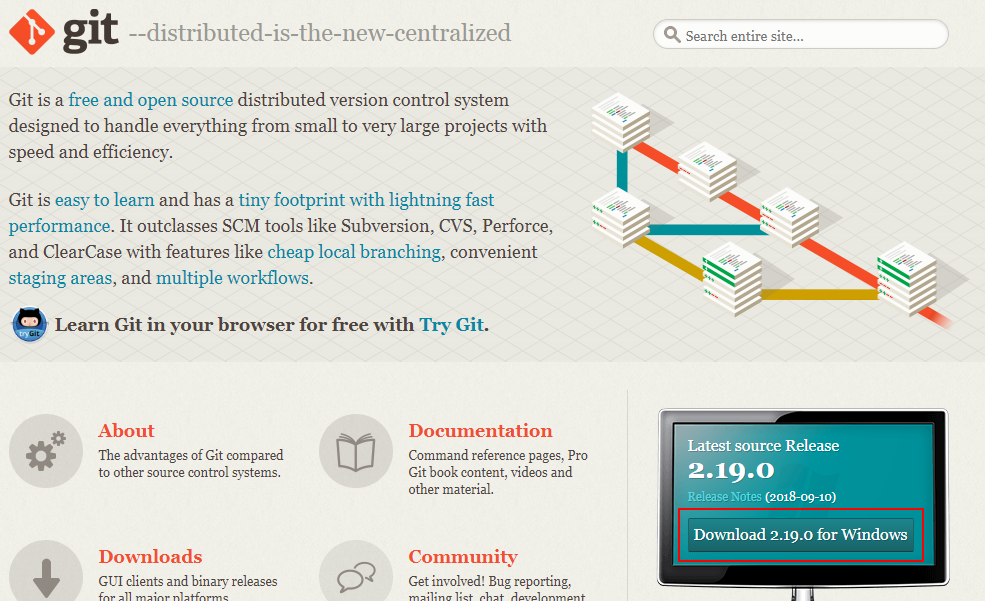 git --distributed-is-the-new-centralized
Search entire site...
Git is a free and open source distributed version control system
designed to handle everything from small to very large projects with
speed and efficiency.
Git is easy to learn and has a tiny footprint with lightning fast
performance. It outclasses SCM tools like Subversion, CVS, Perforce,
and ClearCase with features like cheap local branching, convenient
staging areas, and multiple workflows.
tryGit
Learn Git in your browser for free with Try Git.
About
The advantages of Git compared
to other source control systems.
Documentation
Command reference pages, Pro
Git book content, videos and
other material.
Downloads
GUI clients and binary releases
for all major platforms.
Community
Get involved! Bug reporting,
mailing list, chat, development
Latest source Release
2.19.0
Release Notes (2018-09-10)
Download 2.19.0 for Windows